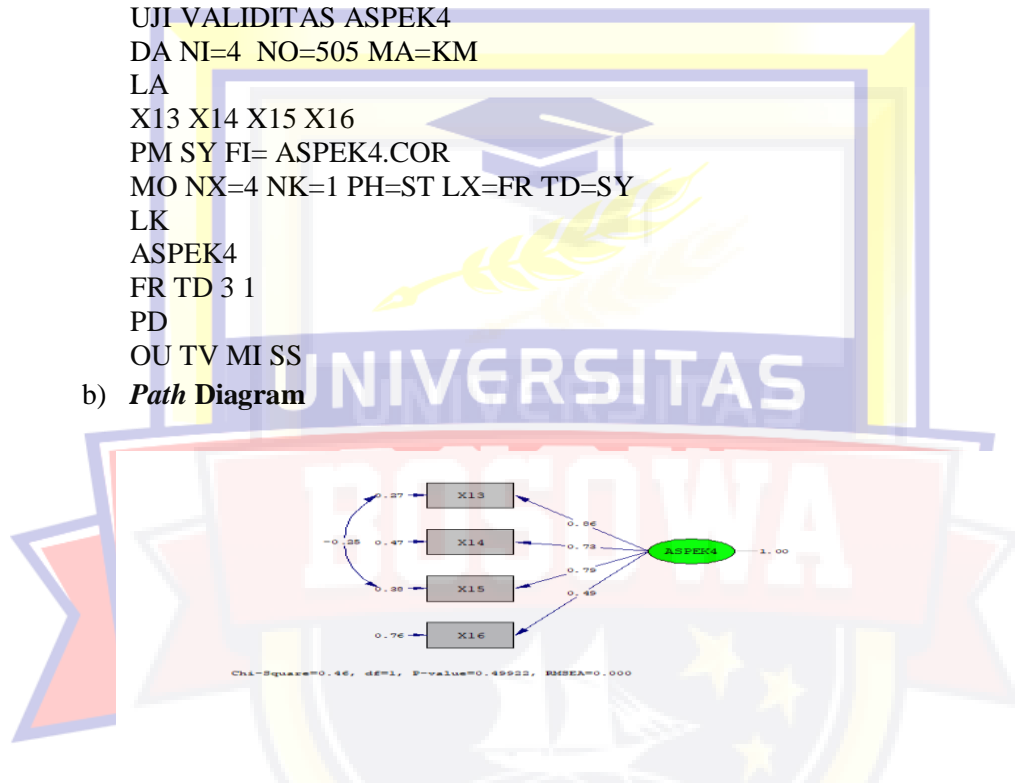 UJI VALIDITAS ASPEK4
DA NI=4 NO=505 MA=KM
LA
X13 X14 X15 X16
PM SY FI= ASPEK4.COR
MO NX=4 NK=1 PH=ST LX=FR TD=SY
LK
ASPEK4
FR TD 3 1
PD
OU TV MI SS
UNIVERSITAS
b) Path Diagram
BOSOWA
0.27 X13
0.86
-0.25 0.47 X14 0.73 ASPEK4 1.00
0.79
0.38 X15 0.49
0.76 X16
Chi-Square=0.46, df=1, P-value=0.49922, RMSEA=0.000